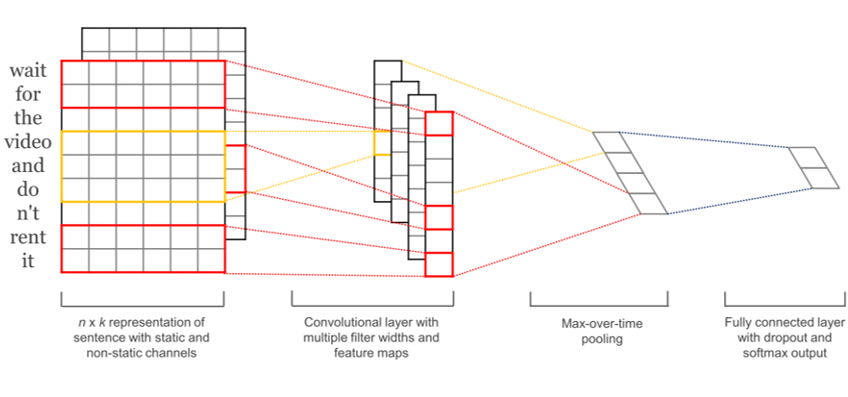 wait
for
the
video
and
do
n't
rent
it
n x k representation of
sentence with static and
non-static channels
Convolutional layer with
multiple filter widths and
feature maps
Max-over-time
pooling
Fully connected layer
with dropout and
softmax output